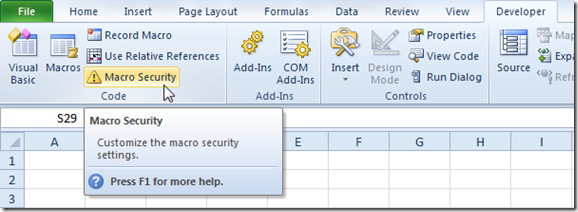 File Home Insert Page Layout Formulas Data Review View Developer
Visual Basic
Macros
Record Macro
Use Relative References
Macro Security
Code
Add-Ins
COM Add-Ins
Add-Ins
Insert
Design Mode
Properties
View Code
Run Dialog
Controls
Source
Map
Expa
Refr
S29
A E F G H I
1
2
3
Macro Security
Customize the macro security
settings.
Press F1 for more help.